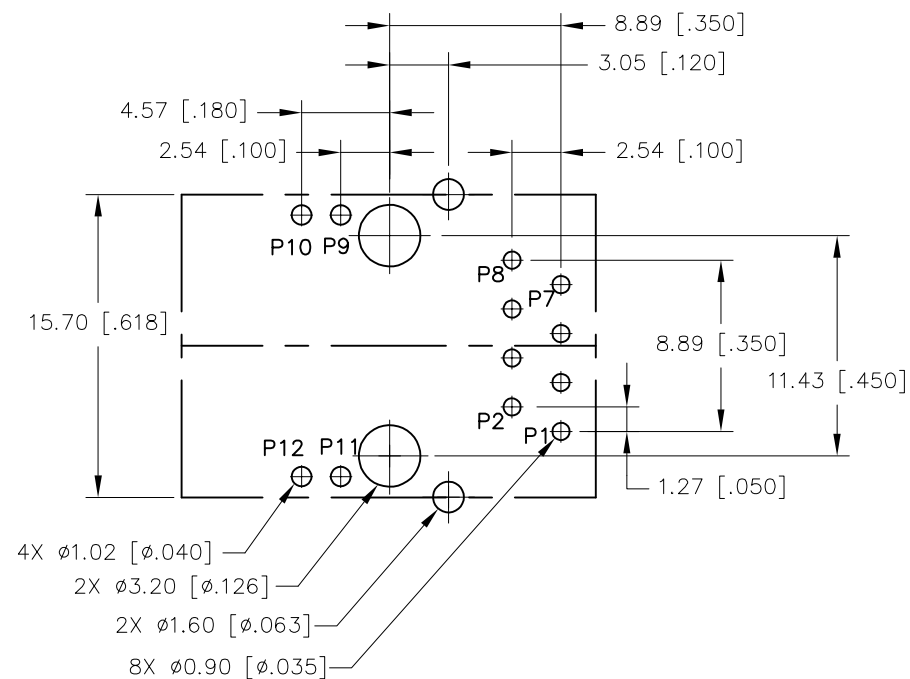 8.89 [.350]
3.05 [.120]
4.57 [.180]
2.54 [.100]
2.54 [.100]
P10 P9
P8
P7
15.70 [.618]
8.89 [.350]
11.43 [.450]
P2
P1
P12 P11
1.27 [.050]
4X ø1.02 [ø.040]
2X ø3.20 [ø.126]
2X ø1.60 [ø.063]
8X ø0.90 [ø.035]